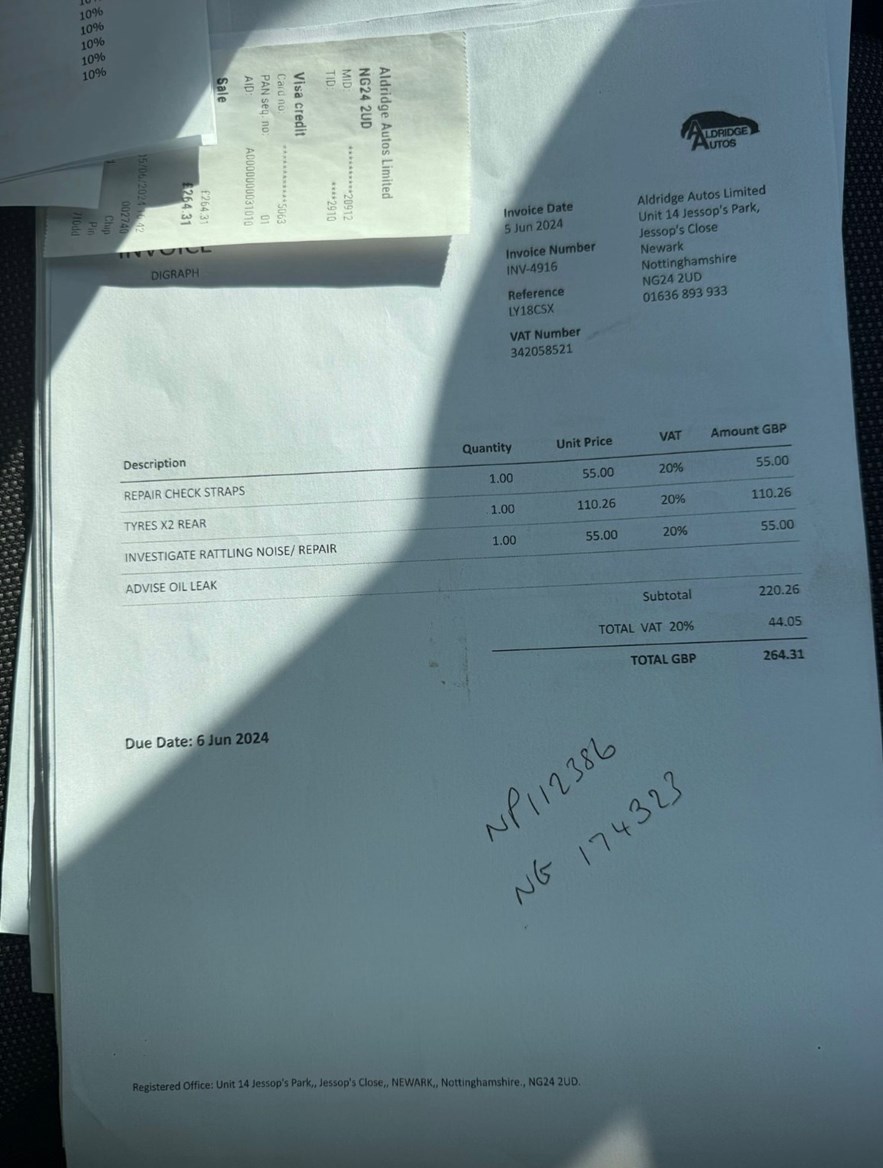 10%
10%
10%
10%
10%
Aldridge Autos Limited
NG24 2UD
MID: **********20912
TID: ****2910
Visa credit
Card no. ************5063
PAN seq. no. 01
AID: A0000000031010
Sale
£264.31
£264.31
Chip
Pin
INVOICE
DIGRAPH
ALDRIDGE
AUTOS
Invoice Date
5 Jun 2024
Invoice Number
INV-4916
Reference
LY18CSX
VAT Number
342058521
Aldridge Autos Limited
Unit 14 Jessop's Park,
Jessop's Close
Newark
Nottinghamshire
NG24 2UD
01636 893 933
Description Quantity Unit Price VAT Amount GBP
REPAIR CHECK STRAPS 1.00 55.00 20% 55.00
TYRES X2 REAR 1.00 110.26 20% 110.26
INVESTIGATE RATTLING NOISE/ REPAIR 1.00 55.00 20% 55.00
ADVISE OIL LEAK
Subtotal 220.26
TOTAL VAT 20% 44.05
TOTAL GBP 264.31
Due Date: 6 Jun 2024
NP112386
NG 174323
Registered Office: Unit 14 Jessop's Park,, Jessop's Close,, NEWARK,, Nottinghamshire., NG24 2UD.